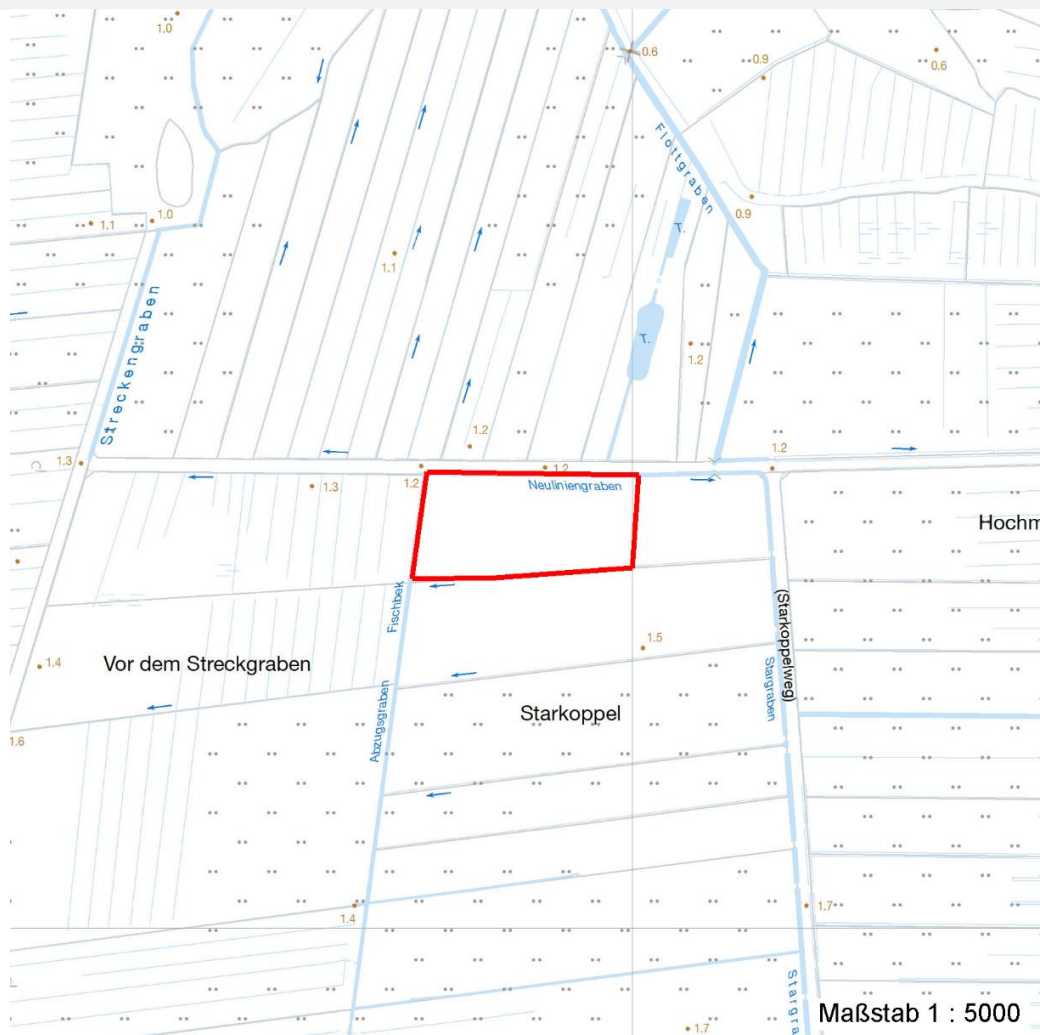 1.0
0.6
0.9
0.6
Flottgraben
1.1
1.0
0.9
T.
1.1
Streckengraben
T.
1.2
1.2
1.3
1.2
1.2
1.2
1.3
Neuliniengraben
Hochm
Fischbek
(Starkoppelweg)
1.5
1.4
Vor dem Streckgraben
Stargraben
Starkoppel
Abzugsgraben
1.6
1.4
1.7
Stargra
1.7
Maßstab 1 : 5000